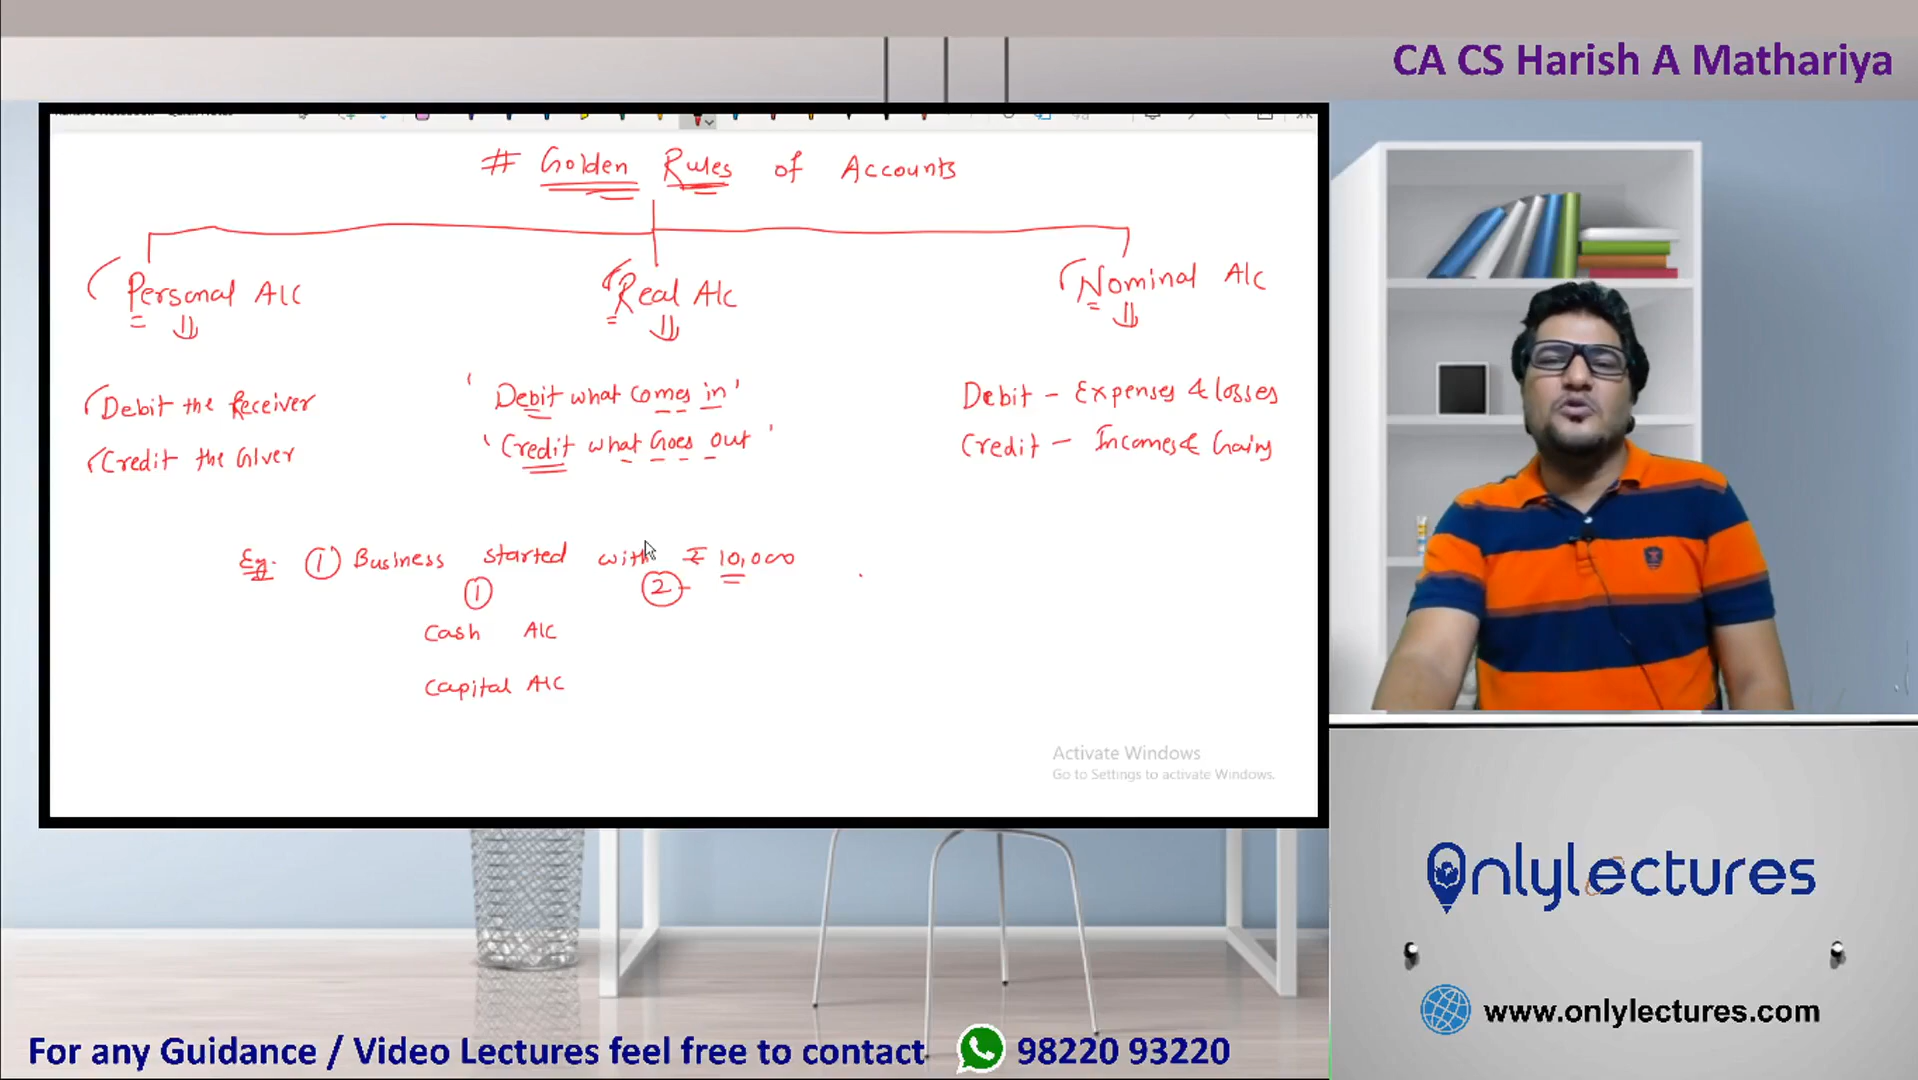 CA CS Harish A Mathariya
# Golden Rules of Accounts
Personal A/c
Real A/c
Nominal A/c
Debit the Receiver
Credit the Giver
'Debit what comes in'
'Credit what Goes out'
Debit - Expenses & losses
Credit - Incomes & Gains
Eg. ① Business started with ₹ 10,000
① ②
Cash A/c
Capital A/c
Activate Windows
Go to Settings to activate Windows.
Onlylectures
www.onlylectures.com
For any Guidance / Video Lectures feel free to contact 98220 93220